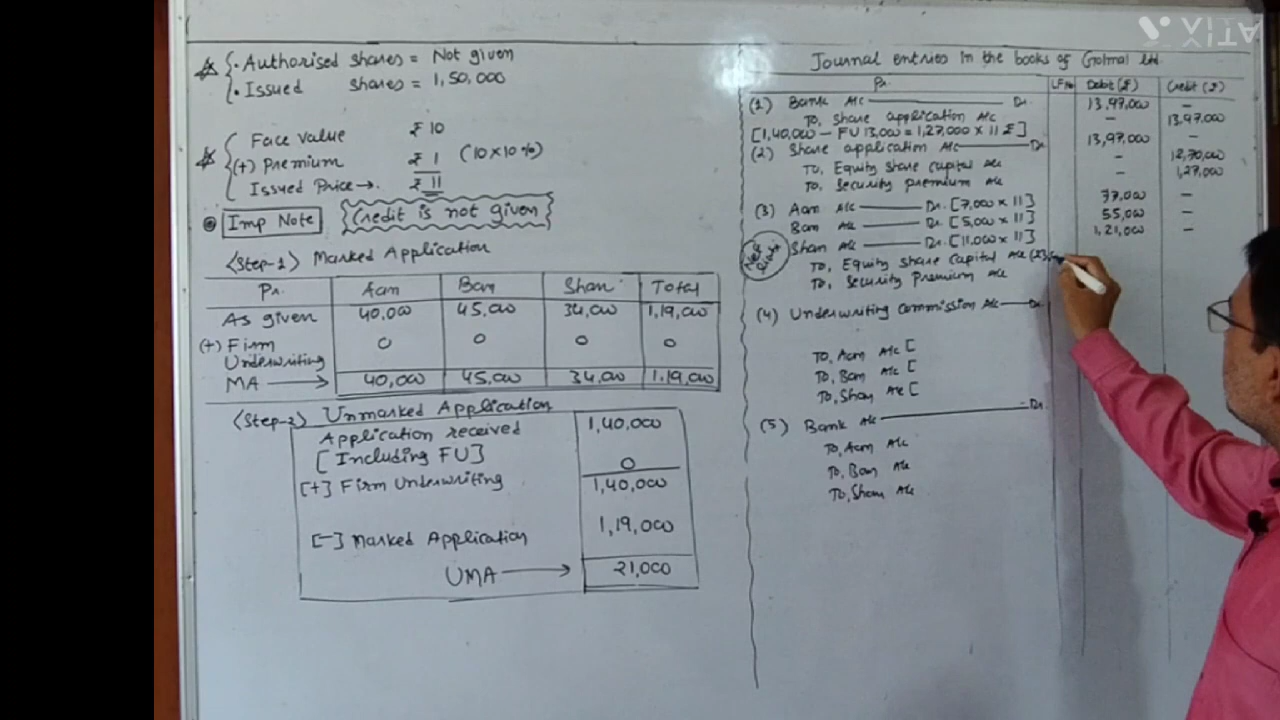 Authorised shares = Not given
Issued shares = 1,50,000
Face value ₹ 10
(+) Premium ₹ 1 (10×10%)
Issued Price → ₹ 11
Imp Note Credit is not given
<Step-1> Marked Application
Pr. Aam Bam Sham Total
As given 40,000 45,000 34,000 1,19,000
(+) Firm Underwriting 0 0 0 0
MA → 40,000 45,000 34,000 1,19,000
<Step-2> Unmarked Application
Application received 1,40,000
[Including FU] 0
[+] Firm Underwriting 1,40,000
[-] Marked Application 1,19,000
UMA → 21,000
Journal entries in the books of Golmal Ltd
Pr. LF No Debit (₹) Credit (₹)
(1) Bank A/c Dr. 13,97,000 -
To, Share application A/c - 13,97,000
[1,40,000 - FU 13,000 = 1,27,000 × 11 ₹]
(2) Share application A/c Dr. 13,97,000 -
To, Equity share capital A/c - 12,70,000
To, Security premium A/c - 1,27,000
(3) Aam A/c Dr. [7,000 × 11] 77,000 -
Bam A/c Dr. [5,000 × 11] 55,000 -
Sham A/c Dr. [11,000 × 11] 1,21,000 -
To, Equity share capital A/c
To, Security Premium A/c
(4) Underwriting commission A/c Dr.
To, Aam A/c [
To, Bam A/c [
To, Sham A/c [
(5) Bank A/c Dr.
To, Aam A/c
To, Bam A/c
To, Sham A/c